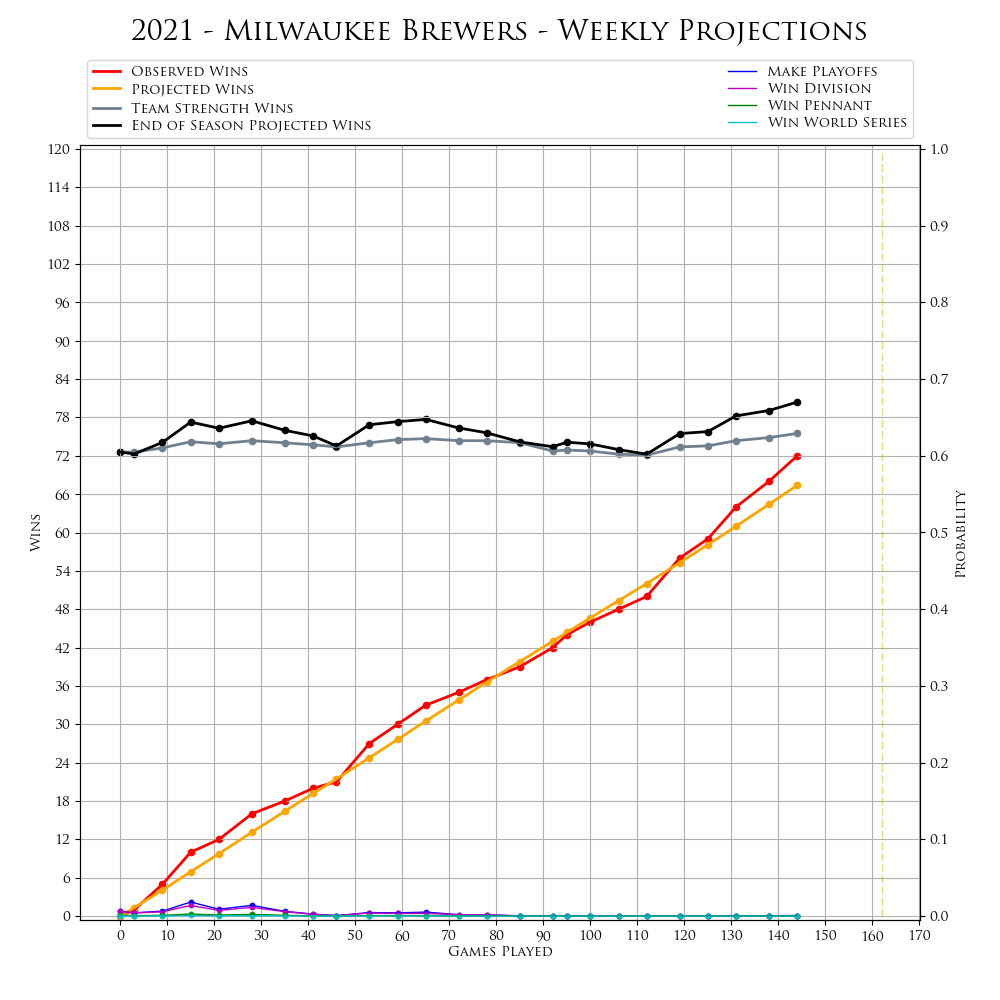 2021 - Milwaukee Brewers - Weekly Projections
Observed Wins
Projected Wins
Team Strength Wins
End of Season Projected Wins
Make Playoffs
Win Division
Win Pennant
Win World Series
120
114
108
102
96
90
84
78
72
66
60
54
48
42
36
30
24
18
12
6
0
Wins
1.0
0.9
0.8
0.7
0.6
0.5
0.4
0.3
0.2
0.1
0.0
Probability
0 10 20 30 40 50 60 70 80 90 100 110 120 130 140 150 160 170
Games Played